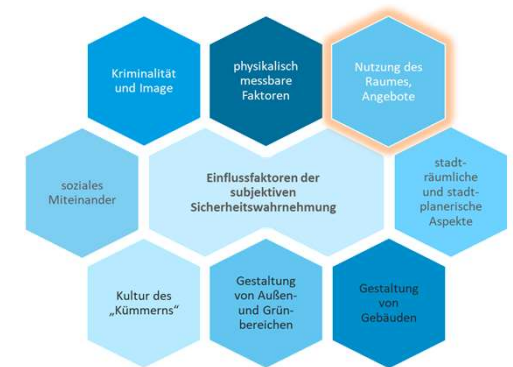 Kriminalität
und Image
physikalisch
messbare
Faktoren
Nutzung des
Raumes,
Angebote
soziales
Miteinander
Einflussfaktoren der
subjektiven
Sicherheitswahrnehmung
stadt-
räumliche
und stadt-
planerische
Aspekte
Kultur des
„Kümmerns“
Gestaltung
von Außen-
und Grün-
bereichen
Gestaltung
von
Gebäuden